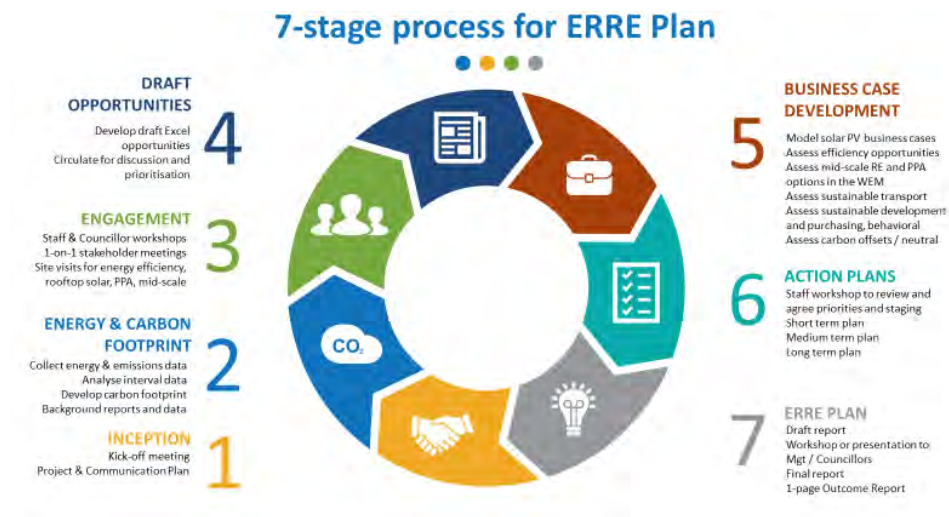 7-stage process for ERRE Plan
DRAFT
OPPORTUNITIES
4
Develop draft Excel
opportunities
Circulate for discussion and
prioritisation
ENGAGEMENT
3
Staff & Councillor workshops
1-on-1 stakeholder meetings
Site visits for energy efficiency,
rooftop solar, PPA, mid-scale
ENERGY & CARBON
FOOTPRINT
2
Collect energy & emissions data
Analyse interval data
Develop carbon footprint
Background reports and data
INCEPTION
1
Kick-off meeting
Project & Communication Plan
CO₂
BUSINESS CASE
DEVELOPMENT
5
Model solar PV business cases
Assess efficiency opportunities
Assess mid-scale RE and PPA
options in the WEM
Assess sustainable transport
Assess sustainable development
and purchasing, behavioral
Assess carbon offsets / neutral
ACTION PLANS
6
Staff workshop to review and
agree priorities and staging
Short term plan
Medium term plan
Long term plan
ERRE PLAN
7
Draft report
Workshop or presentation to
Mgt / Councillors
Final report
1-page Outcome Report